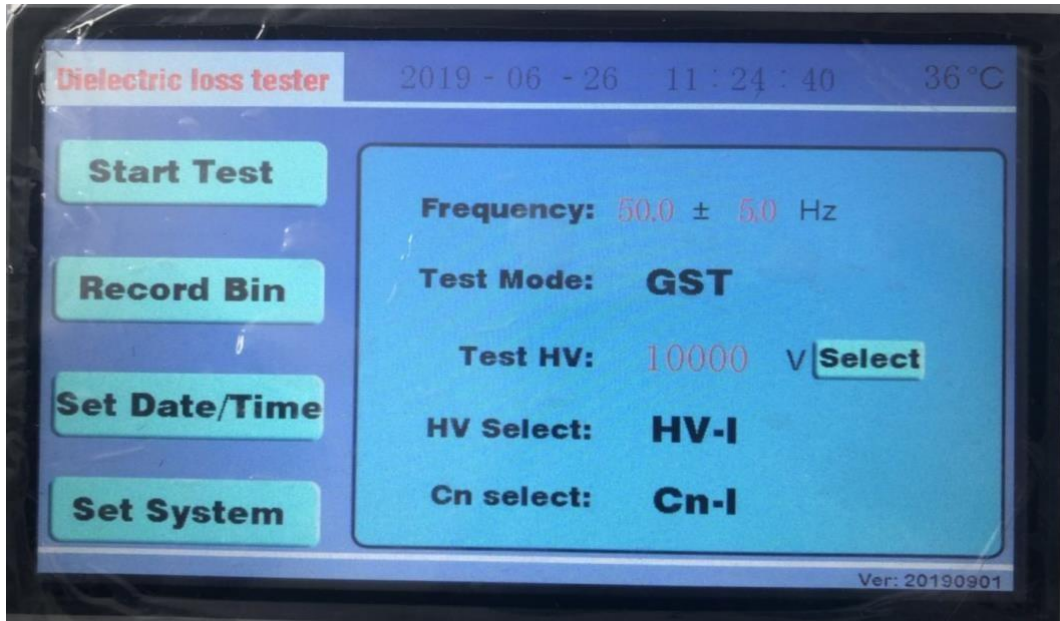 Dielectric loss tester 2019 - 06 - 26 11 : 24 : 40 36°C
Start Test
Frequency: 50.0 ± 5.0 Hz
Test Mode: GST
Record Bin
Test HV: 10000 V Select
Set Date/Time
HV Select: HV-I
Cn select: Cn-I
Set System
Ver: 20190901